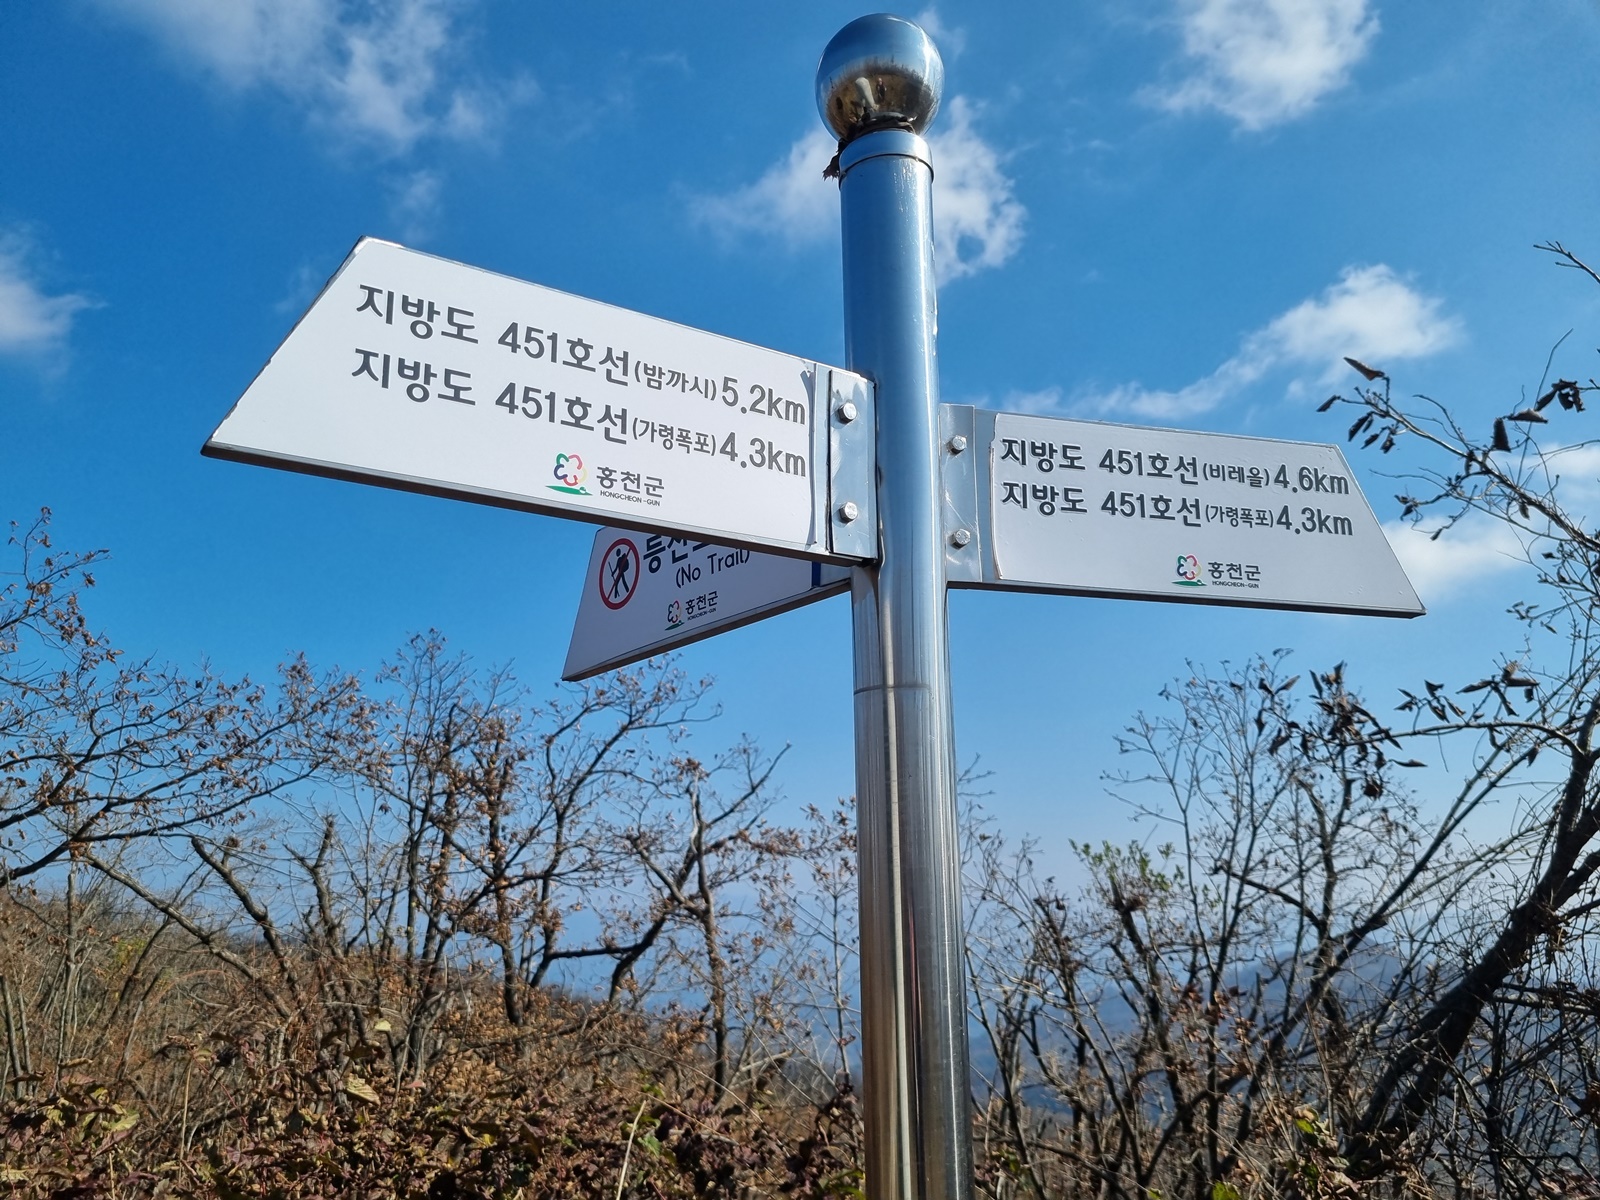 지방도 451호선(밤까시) 5.2km
지방도 451호선(가령폭포) 4.3km
홍천군
HONGCHEON-GUN
지방도 451호선(비레올) 4.6km
지방도 451호선(가령폭포) 4.3km
홍천군
HONGCHEON-GUN
(No Trail)
홍천군
HONGCHEON-GUN